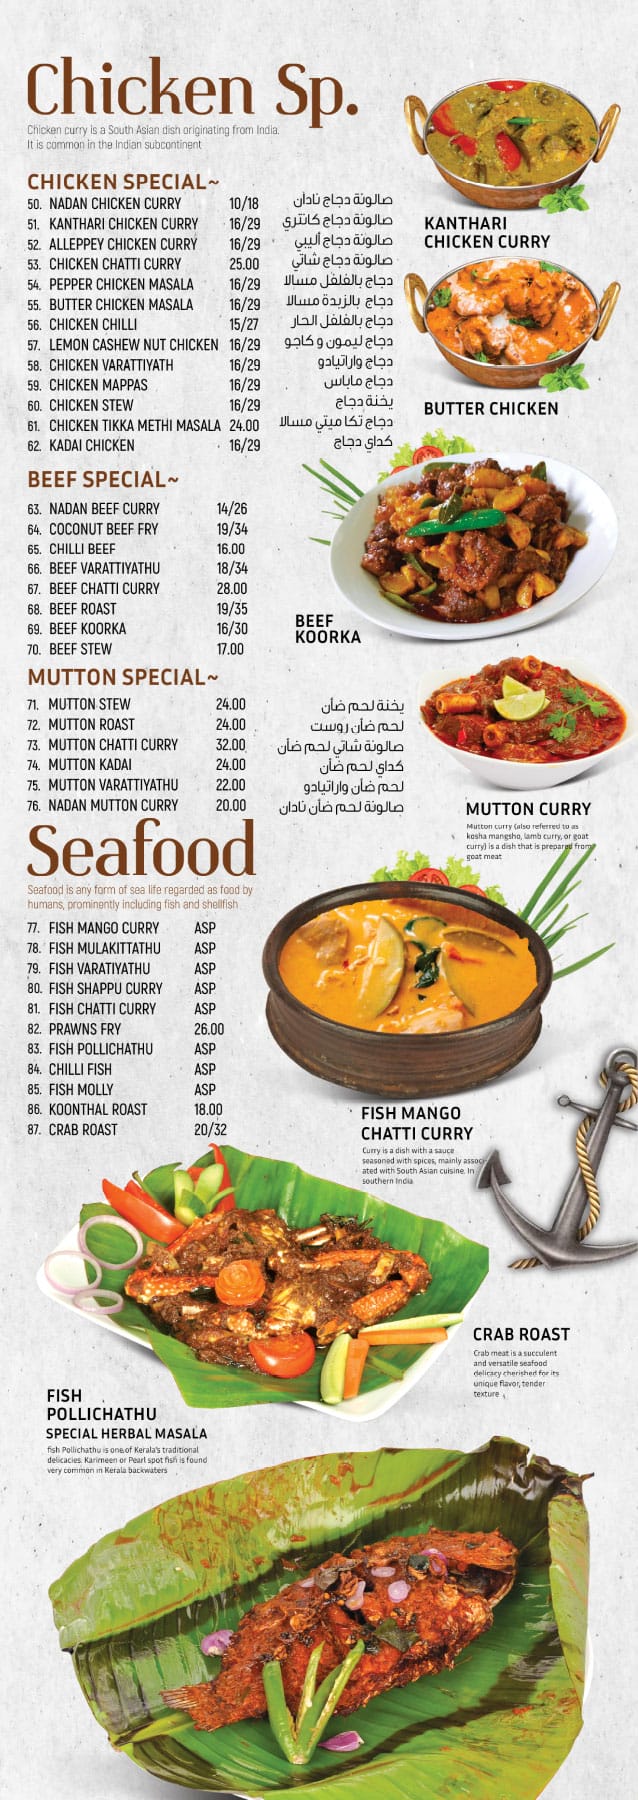 Chicken Sp.
Chicken curry is a South Asian dish originating from India.
It is common in the Indian subcontinent
CHICKEN SPECIAL~
50. NADAN CHICKEN CURRY 10/18 صالونة دجاج نادأن
51. KANTHARI CHICKEN CURRY 16/29 صالونة دجاج كانتري
52. ALLEPPEY CHICKEN CURRY 16/29 صالونة دجاج أليبي
53. CHICKEN CHATTI CURRY 25.00 صالونة دجاج شاتي
54. PEPPER CHICKEN MASALA 16/29 دجاج بالفلفل مسالا
55. BUTTER CHICKEN MASALA 16/29 دجاج بالزبدة مسالا
56. CHICKEN CHILLI 15/27 دجاج بالفلفل الحار
57. LEMON CASHEW NUT CHICKEN 16/29 دجاج ليمون و كاجو
58. CHICKEN VARATTIYATH 16/29 دجاج واراتيادو
59. CHICKEN MAPPAS 16/29 دجاج ماباس
60. CHICKEN STEW 16/29 يخنة دجاج
61. CHICKEN TIKKA METHI MASALA 24.00 دجاج تكا ميتي مسالا
62. KADAI CHICKEN 16/29 كداي دجاج
KANTHARI
CHICKEN CURRY
BUTTER CHICKEN
BEEF SPECIAL~
63. NADAN BEEF CURRY 14/26
64. COCONUT BEEF FRY 19/34
65. CHILLI BEEF 16.00
66. BEEF VARATTIYATHU 18/34
67. BEEF CHATTI CURRY 28.00
68. BEEF ROAST 19/35
69. BEEF KOORKA 16/30
70. BEEF STEW 17.00
BEEF
KOORKA
MUTTON SPECIAL~
71. MUTTON STEW 24.00 يخنة لحم ضأن
72. MUTTON ROAST 24.00 لحم ضأن روست
73. MUTTON CHATTI CURRY 32.00 صالونة شاتي لحم ضأن
74. MUTTON KADAI 24.00 كداي لحم ضأن
75. MUTTON VARATTIYATHU 22.00 لحم ضأن واراتيادو
76. NADAN MUTTON CURRY 20.00 صالونة لحم ضأن نادان
MUTTON CURRY
Mutton curry (also referred to as
kosha mangsho, lamb curry, or goat
curry) is a dish that is prepared from
goat meat
Seafood
Seafood is any form of sea life regarded as food by
humans, prominently including fish and shellfish
77. FISH MANGO CURRY ASP
78. FISH MULAKITTATHU ASP
79. FISH VARATIYATHU ASP
80. FISH SHAPPU CURRY ASP
81. FISH CHATTI CURRY ASP
82. PRAWNS FRY 26.00
83. FISH POLLICHATHU ASP
84. CHILLI FISH ASP
85. FISH MOLLY ASP
86. KOONTHAL ROAST 18.00
87. CRAB ROAST 20/32
FISH MANGO
CHATTI CURRY
Curry is a dish with a sauce
seasoned with spices, mainly associ-
ated with South Asian cuisine. In
southern India
CRAB ROAST
Crab meat is a succulent
and versatile seafood
delicacy cherished for its
unique flavor, tender
texture
FISH
POLLICHATHU
SPECIAL HERBAL MASALA
fish Pollichathu is one of Kerala's traditional
delicacies. Karimeen or Pearl spot fish is found
very common in Kerala backwaters